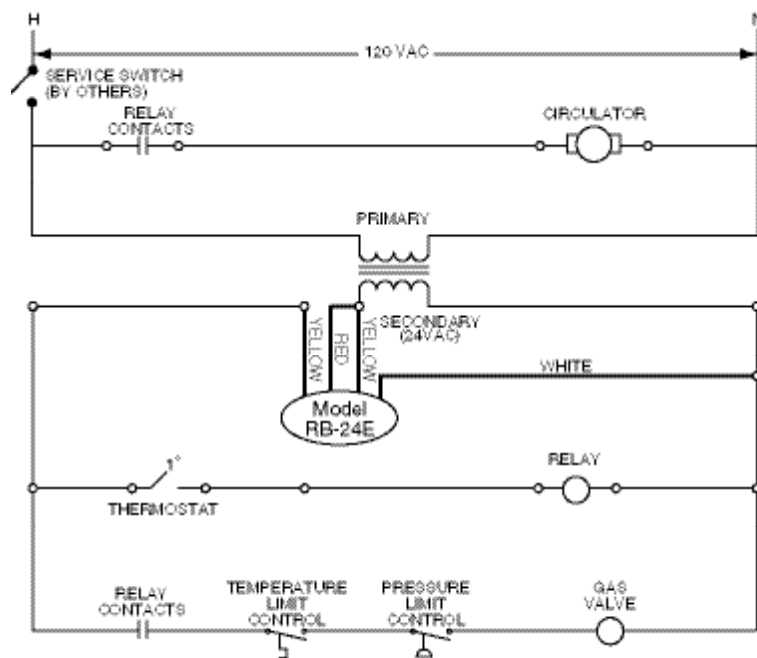 H
N
120 VAC
SERVICE SWITCH
(BY OTHERS)
RELAY
CONTACTS
CIRCULATOR
PRIMARY
SECONDARY
(24VAC)
YELLOW
RED
YELLOW
WHITE
Model
RB-24E
1°
THERMOSTAT
RELAY
RELAY
CONTACTS
TEMPERATURE
LIMIT
CONTROL
PRESSURE
LIMIT
CONTROL
GAS
VALVE